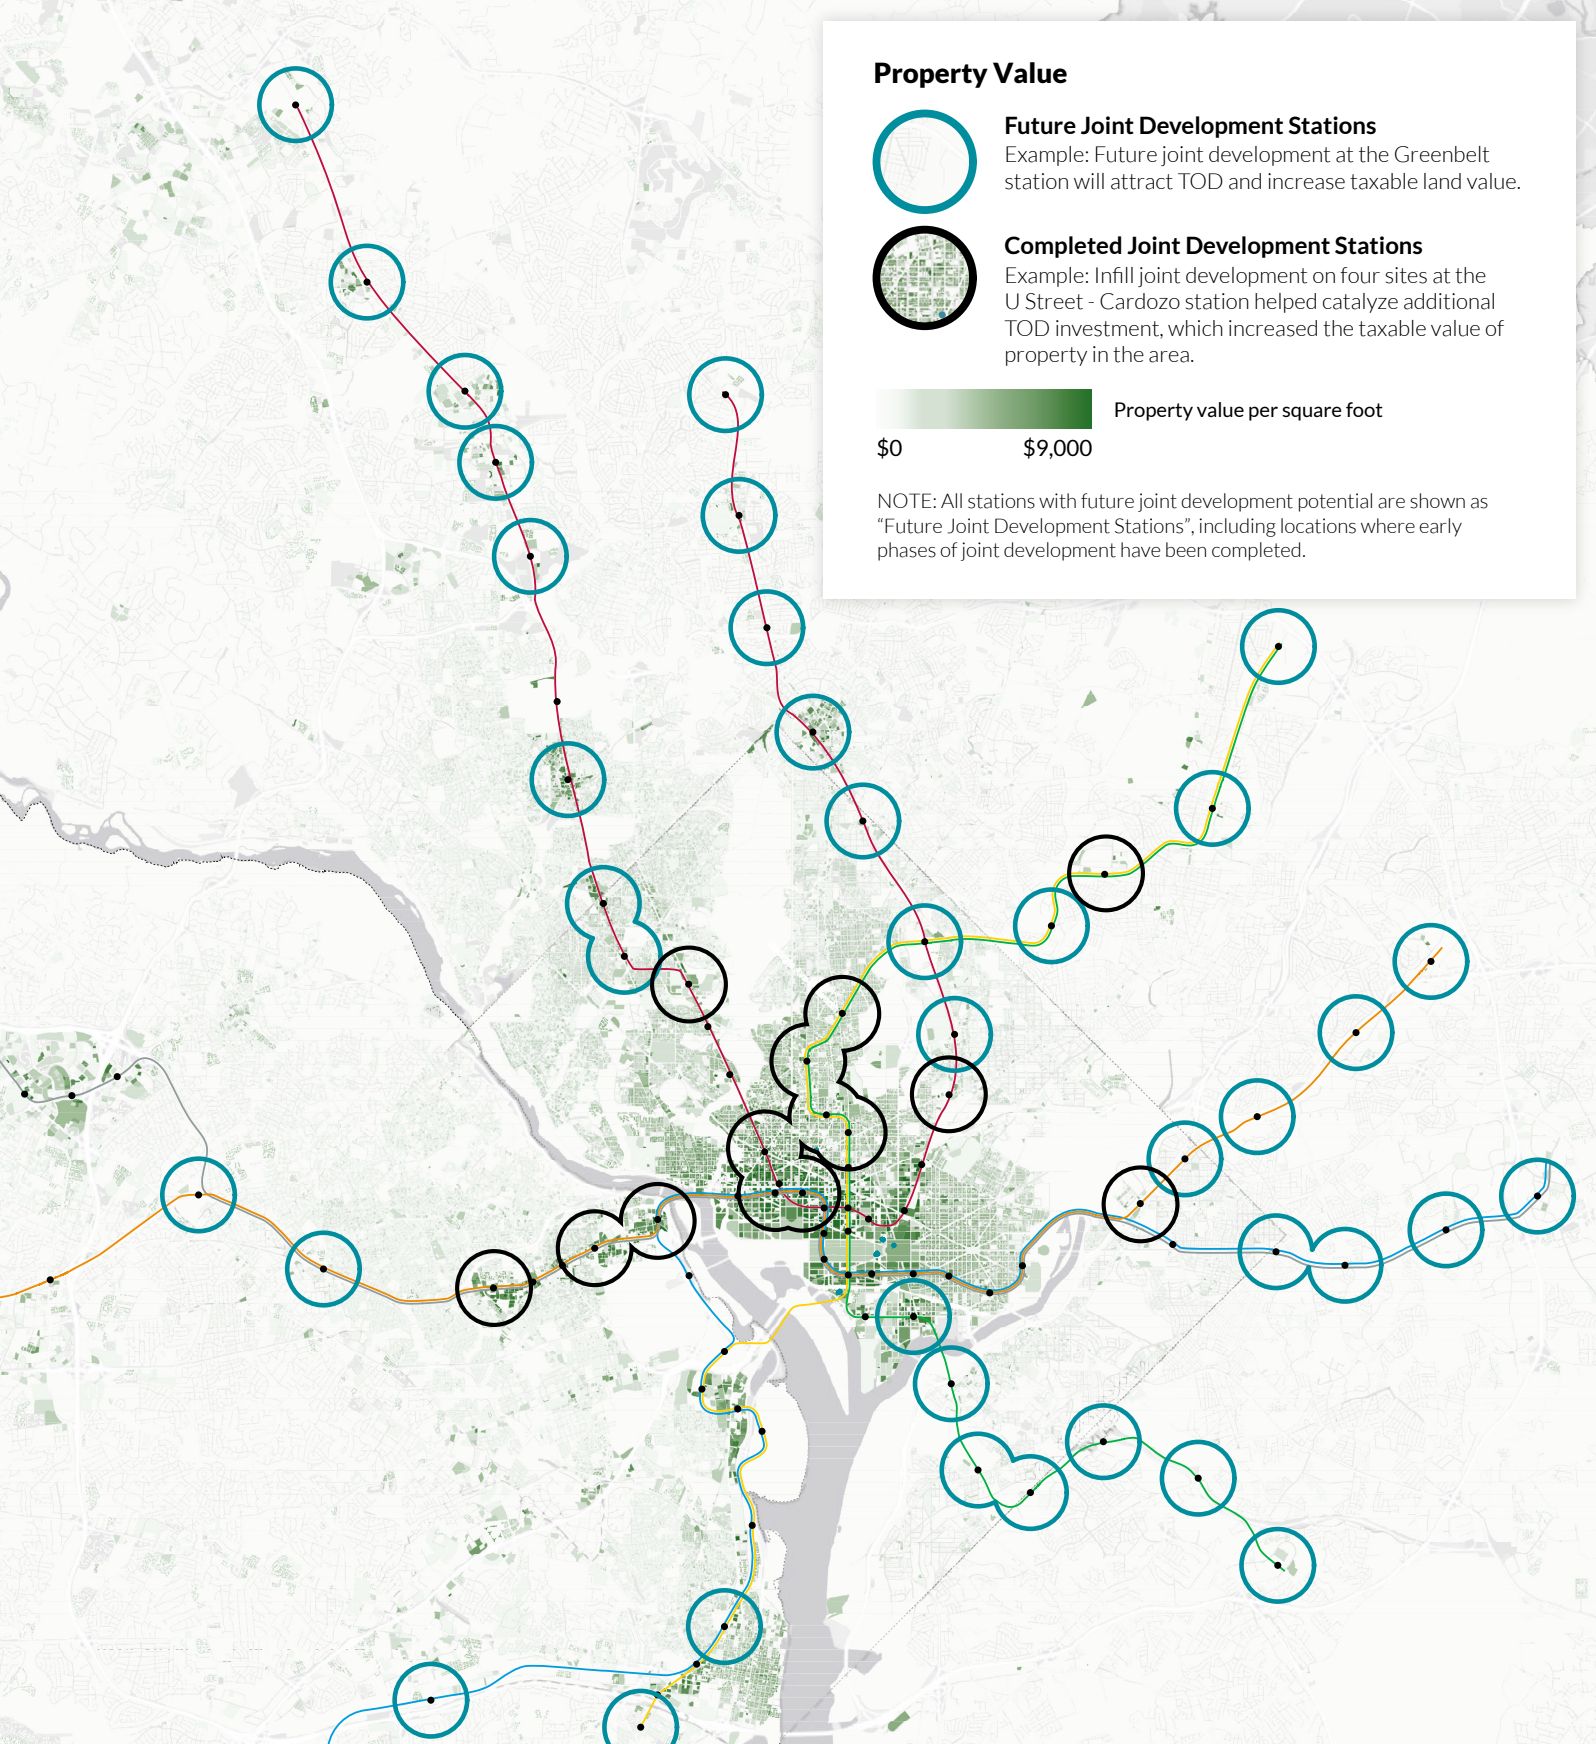 Property Value
Future Joint Development Stations
Example: Future joint development at the Greenbelt
station will attract TOD and increase taxable land value.
Completed Joint Development Stations
Example: Infill joint development on four sites at the
U Street - Cardozo station helped catalyze additional
TOD investment, which increased the taxable value of
property in the area.
Property value per square foot
$0 $9,000
NOTE: All stations with future joint development potential are shown as
“Future Joint Development Stations”, including locations where early
phases of joint development have been completed.